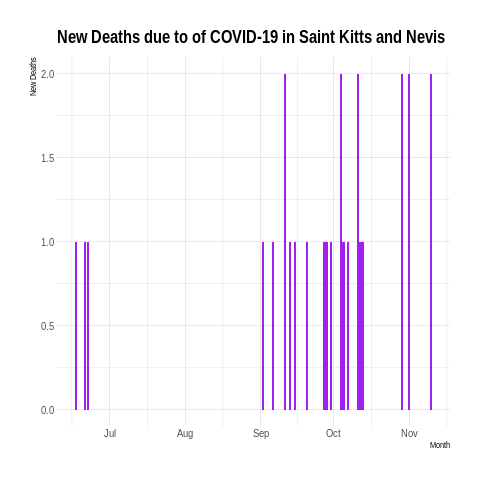 New Deaths due to of COVID-19 in Saint Kitts and Nevis
New Deaths
2.0
1.5
1.0
0.5
0.0
Jul Aug Sep Oct Nov
Month